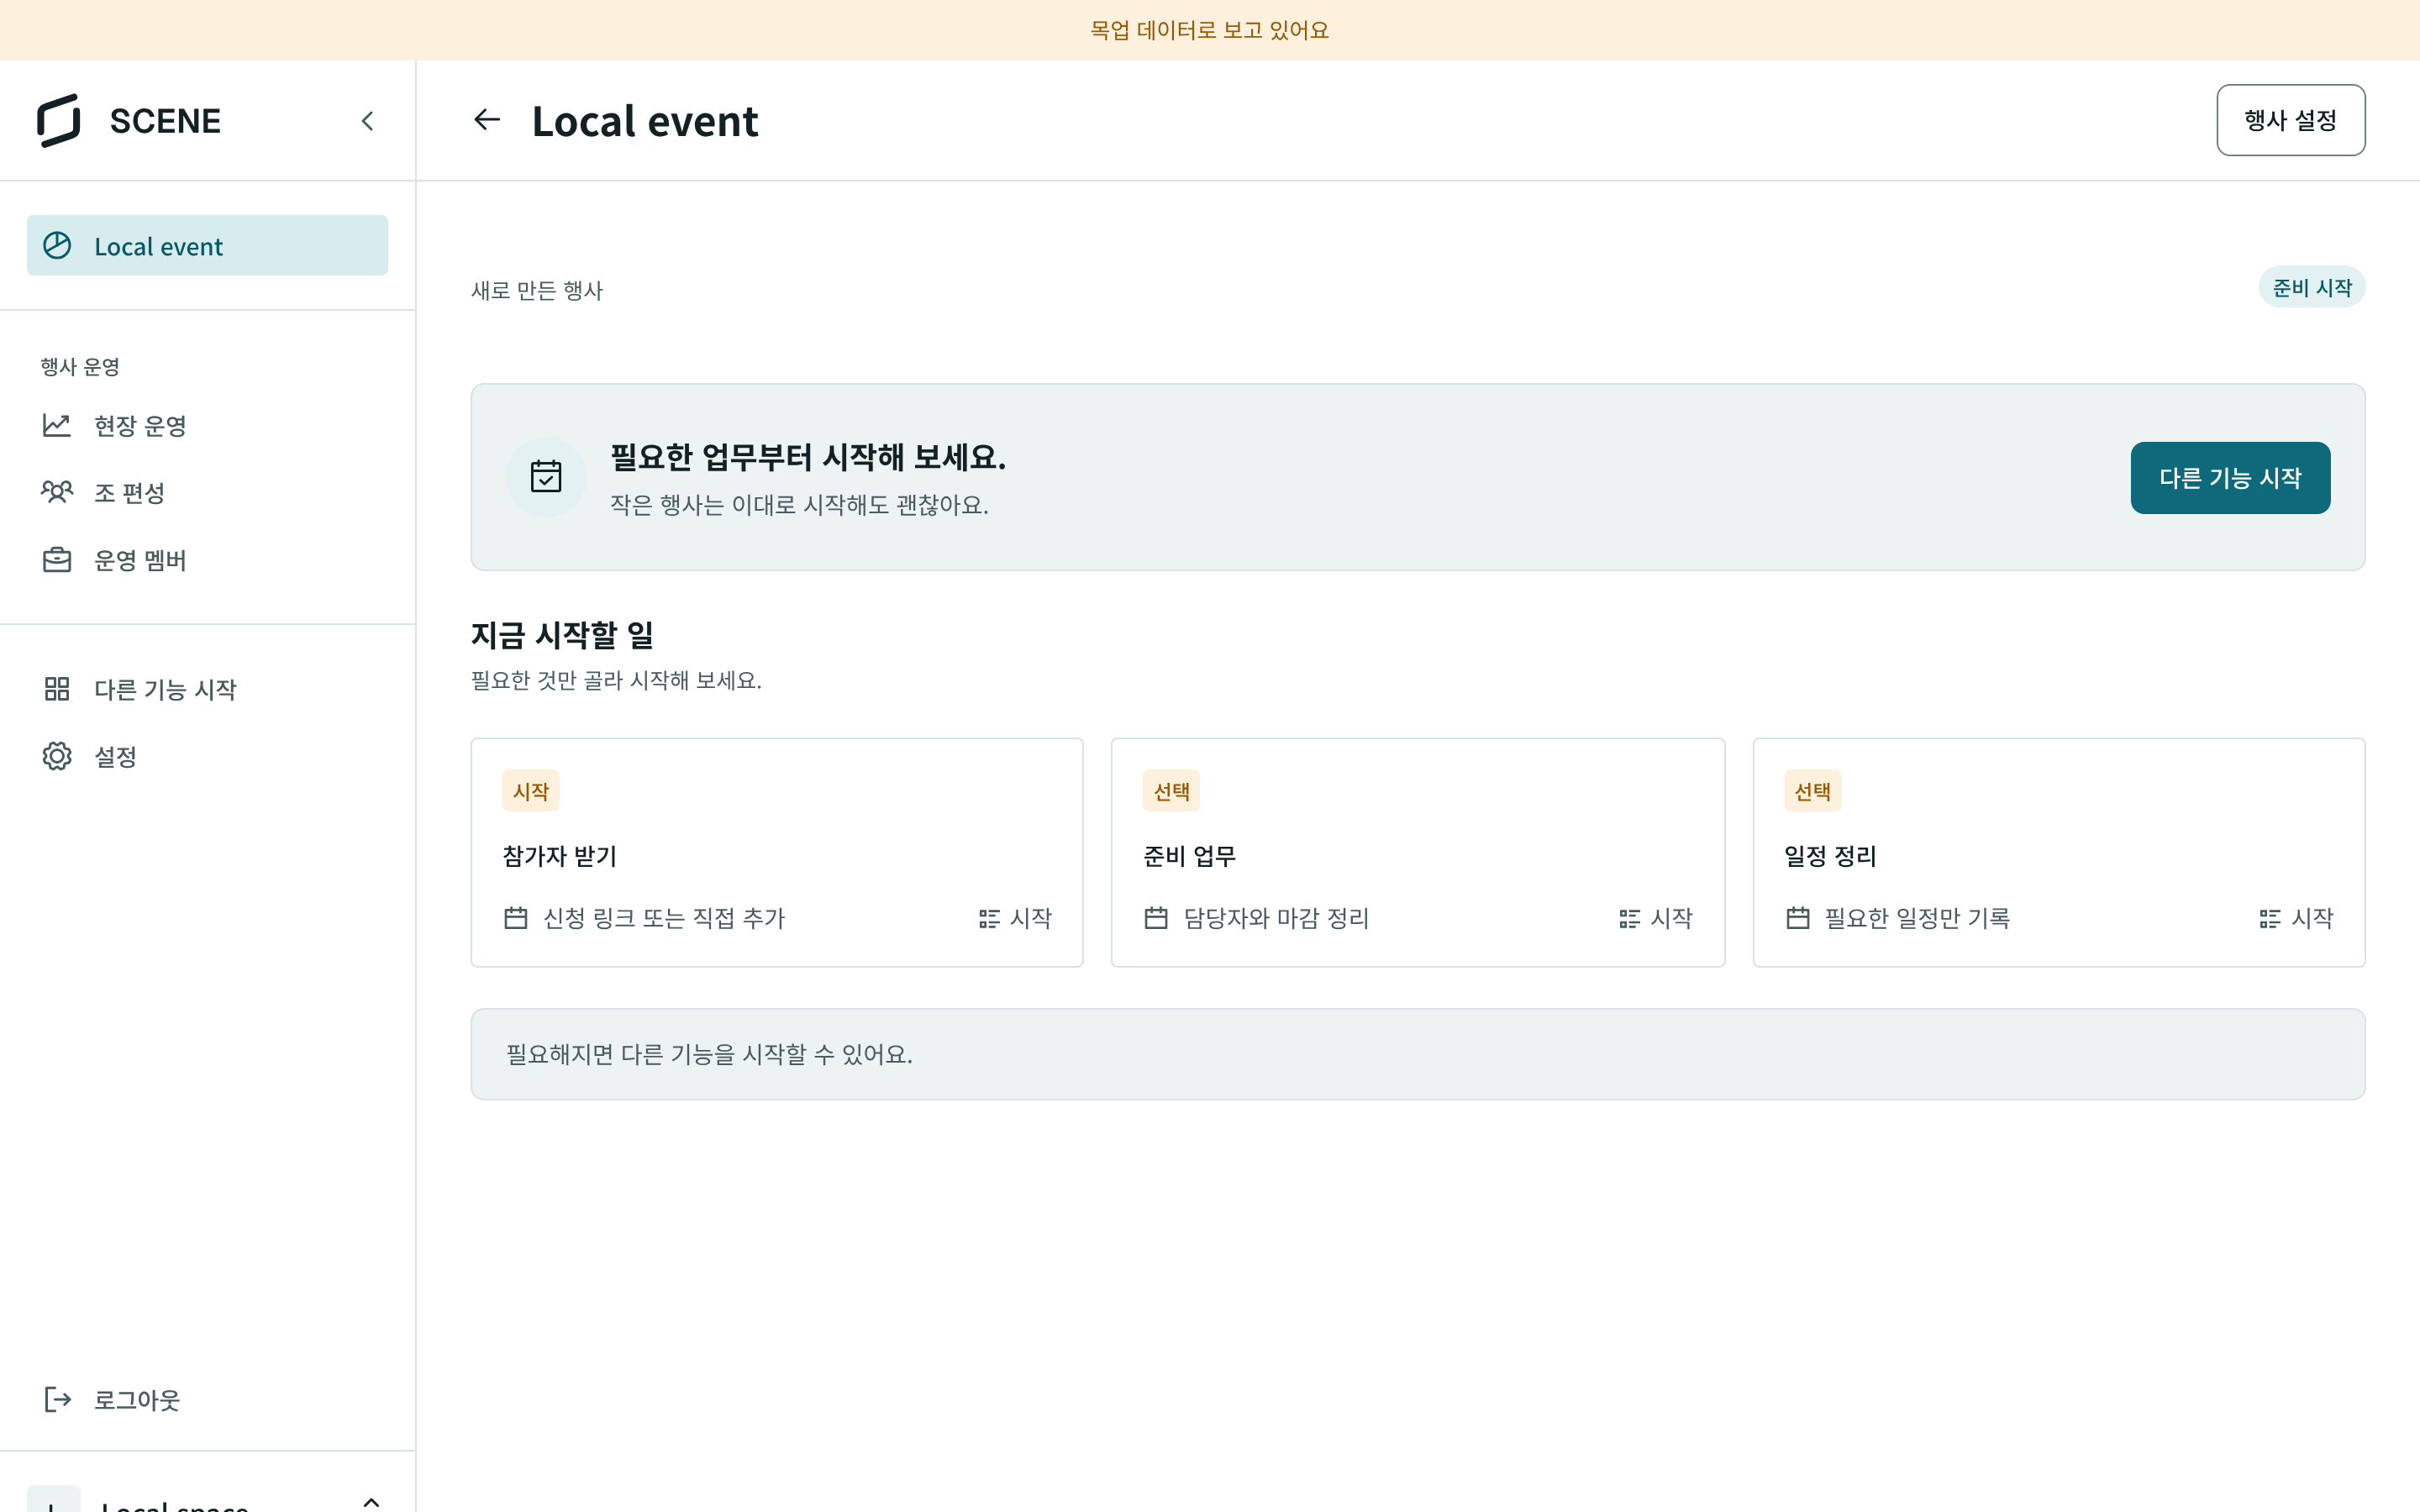 목업 데이터로 보고 있어요
SCENE
Local event
행사 설정
Local event
행사 운영
현장 운영
조 편성
운영 멤버
다른 기능 시작
설정
로그아웃
Local space
새로 만든 행사
준비 시작
필요한 업무부터 시작해 보세요.
작은 행사는 이대로 시작해도 괜찮아요.
다른 기능 시작
지금 시작할 일
필요한 것만 골라 시작해 보세요.
시작
참가자 받기
신청 링크 또는 직접 추가
시작
선택
준비 업무
담당자와 마감 정리
시작
선택
일정 정리
필요한 일정만 기록
시작
필요해지면 다른 기능을 시작할 수 있어요.